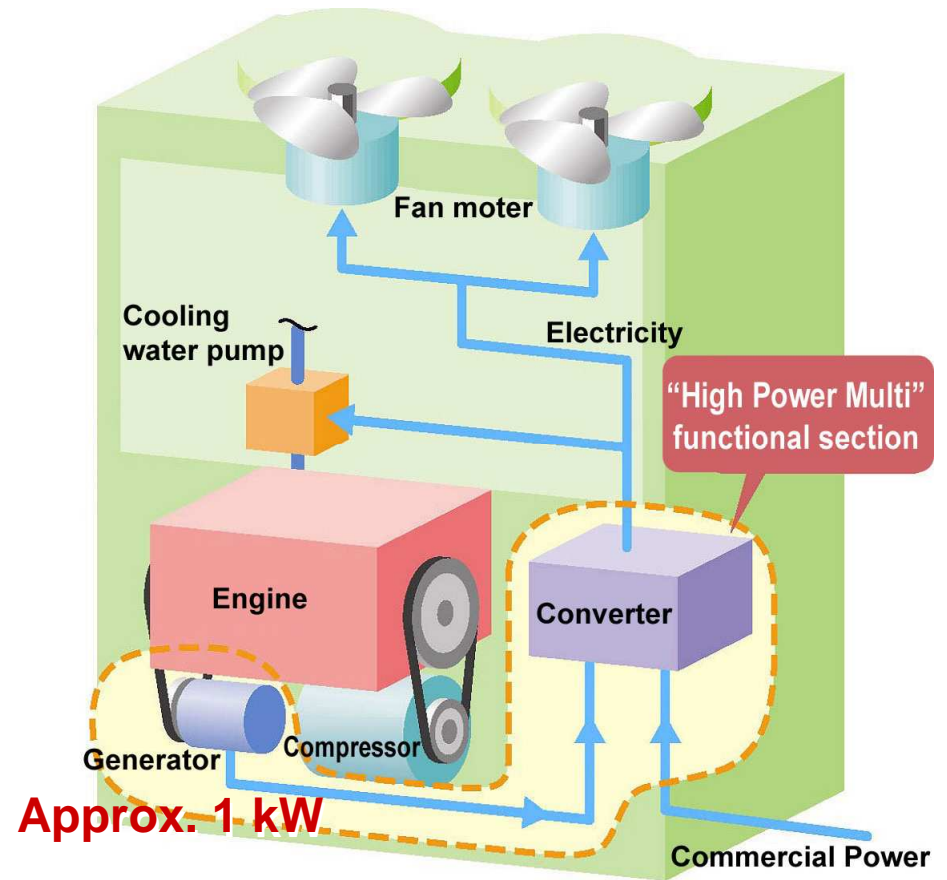 Fan moter
Cooling
water pump
Electricity
“High Power Multi”
functional section
Engine
Converter
Generator
Compressor
Approx. 1 kW
Commercial Power